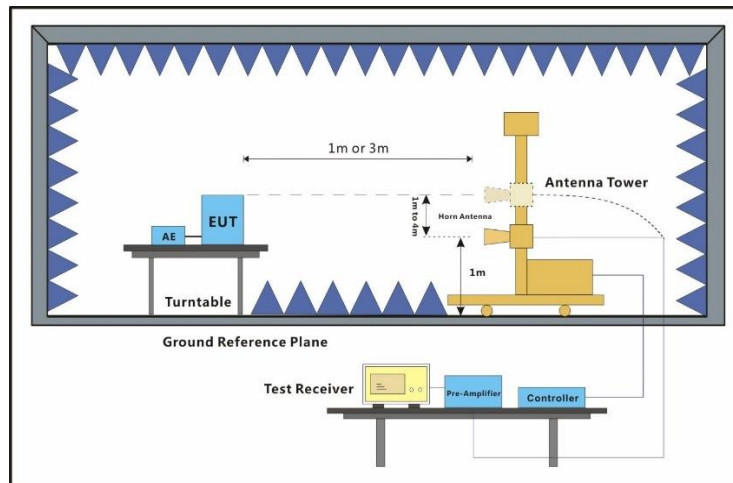 1m or 3m
Antenna Tower
1m to 4m
Horn Antenna
EUT
AE
1m
Turntable
Ground Reference Plane
Test Receiver
Pre-Amplifier
Controller